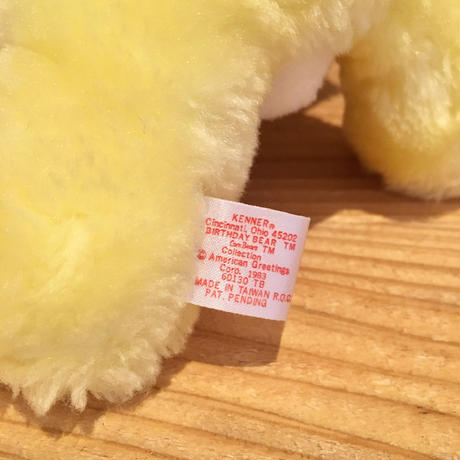 KENNER®
Cincinnati, Ohio 45202
BIRTHDAY BEAR TM
Care Bears TM
Collection
© American Greetings
Corp. 1983
60130 TB
MADE IN TAIWAN R.O.C.
PAT. PENDING